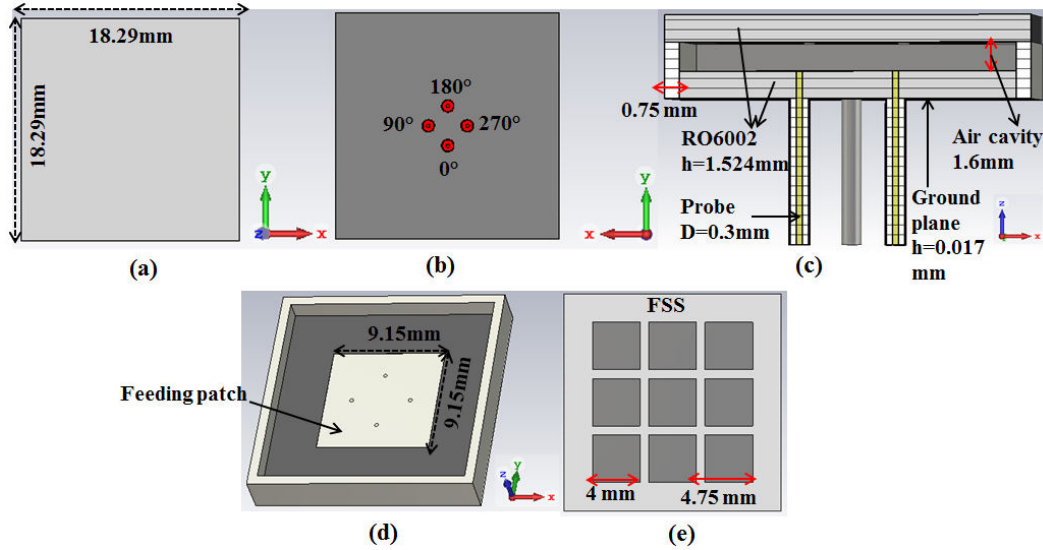 18.29mm
18.29mm
y
z
x
(a)
180°
90°
270°
0°
y
x
(b)
0.75 mm
RO6002
h=1.524mm
Probe
D=0.3mm
Air cavity
1.6mm
Ground
plane
h=0.017
mm
z
x
(c)
9.15mm
9.15mm
Feeding patch
z
y
x
(d)
FSS
4 mm
4.75 mm
(e)